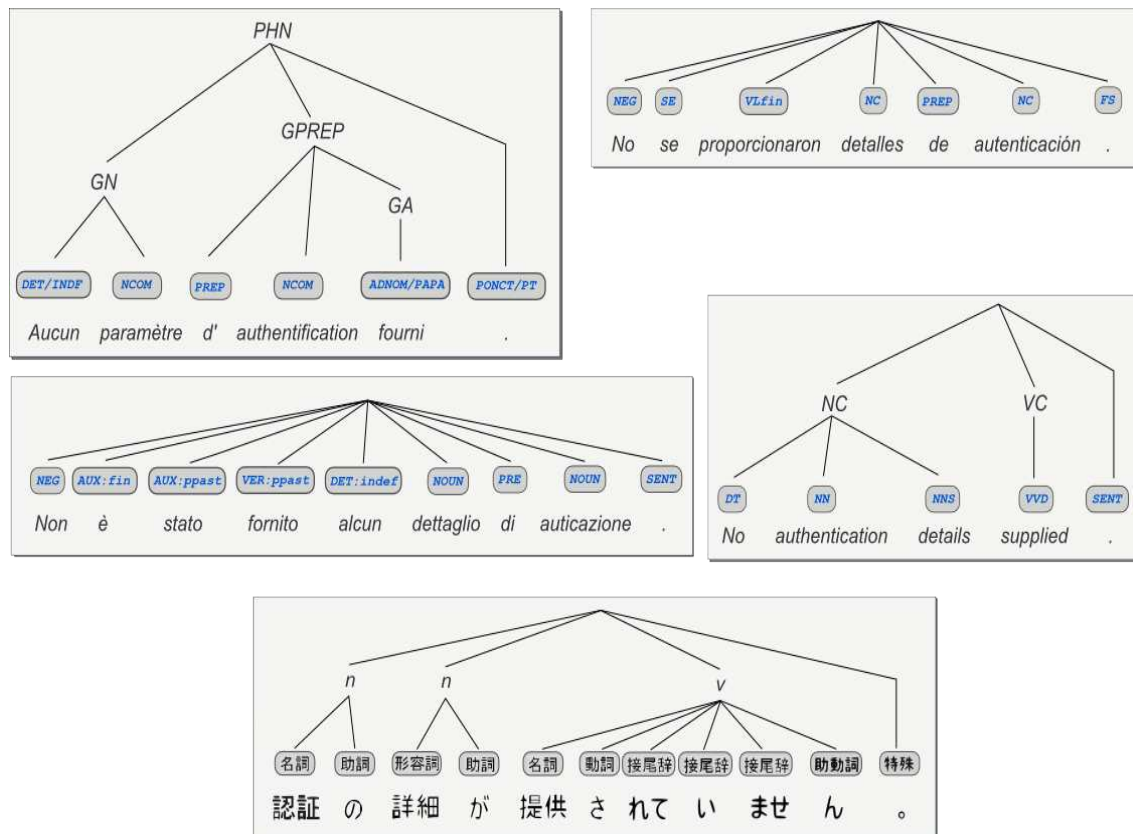 PHN
GPREP
GN
GA
DET/INDF NCOM PREP NCOM ADNOM/PAPA PONCT/PT
Aucun paramètre d' authentification fourni .
NEG SE VLfin NC PREP NC FS
No se proporcionaron detalles de autenticación .
NEG AUX:fin AUX:ppast VER:ppast DET:indef NOUN PRE NOUN SENT
Non è stato fornito alcun dettaglio di auticazione .
NC VC
DT NN NNS VVD SENT
No authentication details supplied .
n n v
名詞 助詞 形容詞 助詞 名詞 動詞 接尾辞 接尾辞 接尾辞 助動詞 特殊
認証 の 詳細 が 提供 さ れて い ませ ん 。